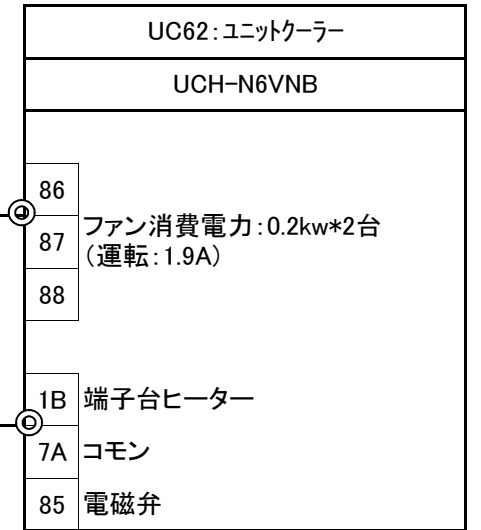 UC62:ユニットクーラー
UCH-N6VNB
86
87
88
ファン消費電力:0.2kw*2台
(運転:1.9A)
1B 端子台ヒーター
7A コモン
85 電磁弁